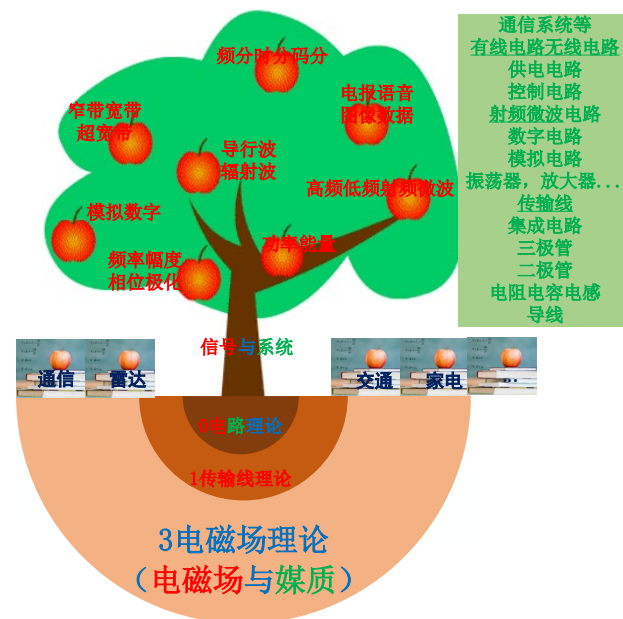 频分时分码分
电报语音
图像数据
窄带宽带
超宽带
导行波
辐射波
高频低频射频微波
模拟数字
功率能量
频率幅度
相位极化
通信系统等
有线电路无线电路
供电电路
控制电路
射频微波电路
数字电路
模拟电路
振荡器，放大器...
传输线
集成电路
三极管
二极管
电阻电容电感
导线
信号与系统
通信
雷达
交通
家电
...
0电路理论
1传输线理论
3电磁场理论
（电磁场与媒质）